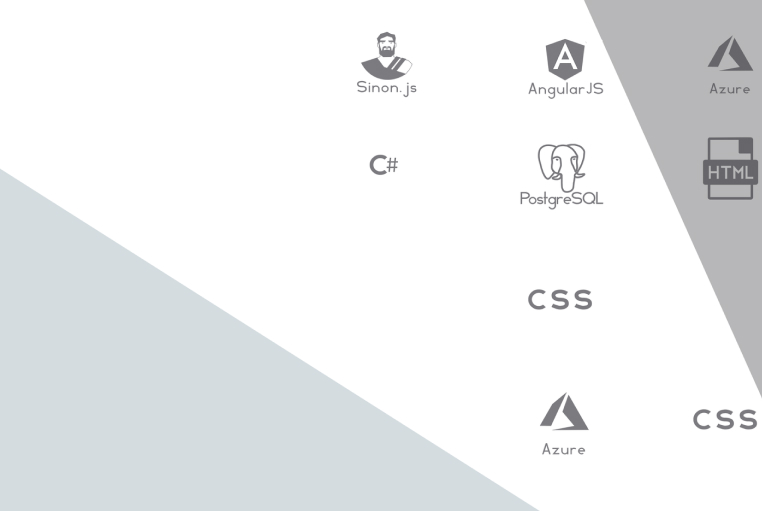 Sinon.js
AngularJS
Azure
C#
PostgreSQL
HTML
CSS
Azure
CSS